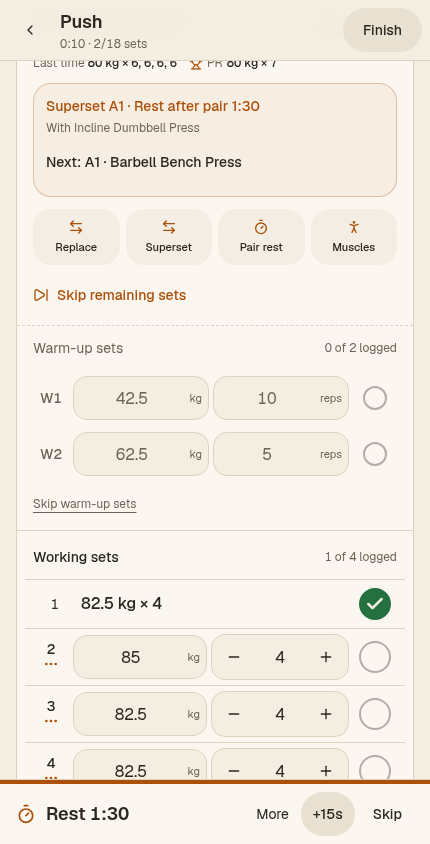 Push
0:10 · 2/18 sets
Finish
Last time 80 kg × 6, 6, 6, 6 PR 80 kg × 7
Superset A1 · Rest after pair 1:30
With Incline Dumbbell Press
Next: A1 · Barbell Bench Press
Replace
Superset
Pair rest
Muscles
Skip remaining sets
Warm-up sets
0 of 2 logged
W1 42.5 kg 10 reps
W2 62.5 kg 5 reps
Skip warm-up sets
Working sets
1 of 4 logged
1 82.5 kg × 4
2 85 kg − 4 +
3 82.5 kg − 4 +
4 82.5 kg − 4 +
Rest 1:30
More
+15s
Skip